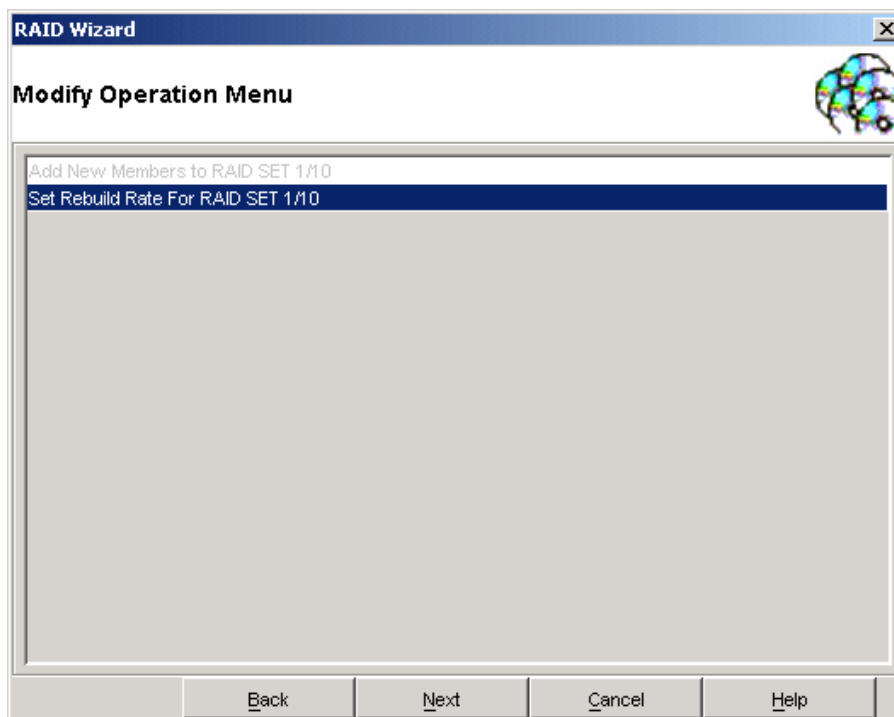 RAID Wizard
Modify Operation Menu
Add New Members to RAID SET 1/10
Set Rebuild Rate For RAID SET 1/10
Back Next Cancel Help